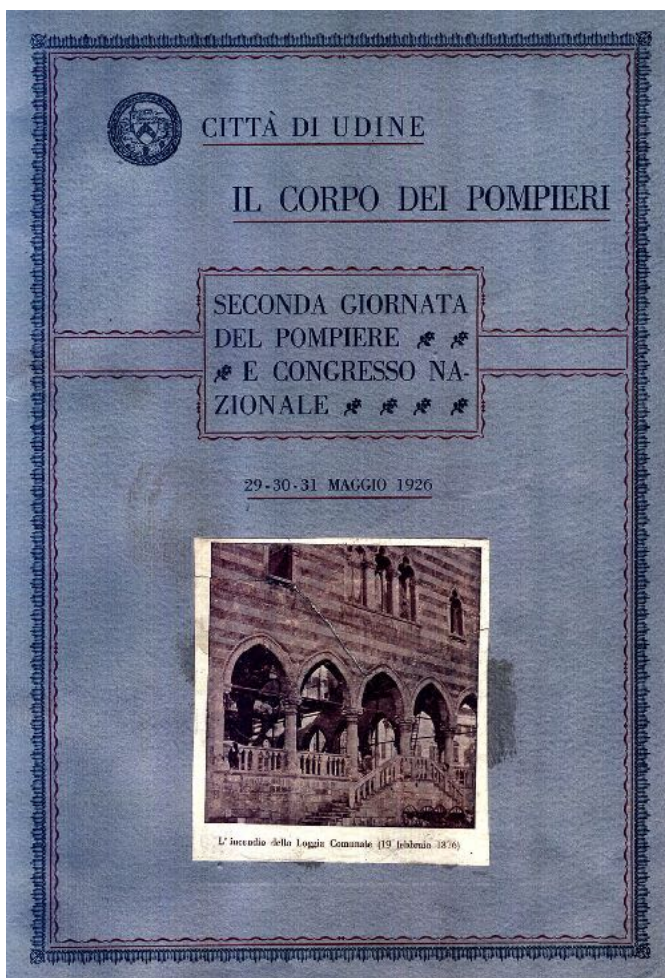 CITTÀ DI UDINE
IL CORPO DEI POMPIERI
SECONDA GIORNATA
DEL POMPIERE
E CONGRESSO NA-
ZIONALE
29-30-31 MAGGIO 1926
L'incendio della Loggia Comunale (19 febbraio 1876)